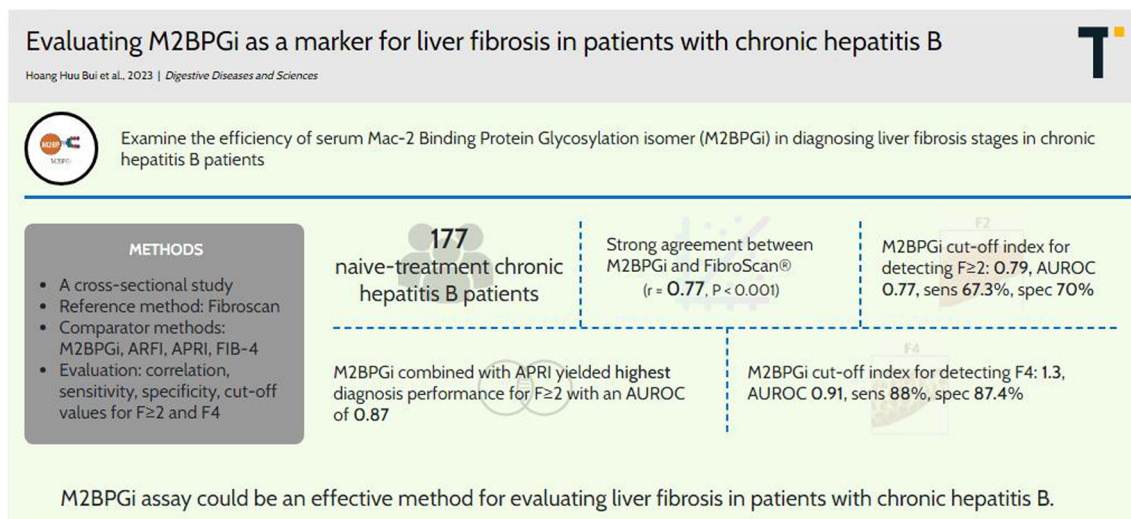 Evaluating M2BPGi as a marker for liver fibrosis in patients with chronic hepatitis B
Hoang Huu Bui et al., 2023 | Digestive Diseases and Sciences
T
M2BP
M2BPGi
Examine the efficiency of serum Mac-2 Binding Protein Glycosylation isomer (M2BPGi) in diagnosing liver fibrosis stages in chronic
hepatitis B patients
METHODS
• A cross-sectional study
• Reference method: Fibroscan
• Comparator methods:
M2BPGi, ARFI, APRI, FIB-4
• Evaluation: correlation,
sensitivity, specificity, cut-off
values for F≥2 and F4
177
naive-treatment chronic
hepatitis B patients
Strong agreement between
M2BPGi and FibroScan®
(r = 0.77, P < 0.001)
F2
M2BPGi cut-off index for
detecting F≥2: 0.79, AUROC
0.77, sens 67.3%, spec 70%
M2BPGi combined with APRI yielded highest
diagnosis performance for F≥2 with an AUROC
of 0.87
F4
M2BPGi cut-off index for detecting F4: 1.3,
AUROC 0.91, sens 88%, spec 87.4%
M2BPGi assay could be an effective method for evaluating liver fibrosis in patients with chronic hepatitis B.